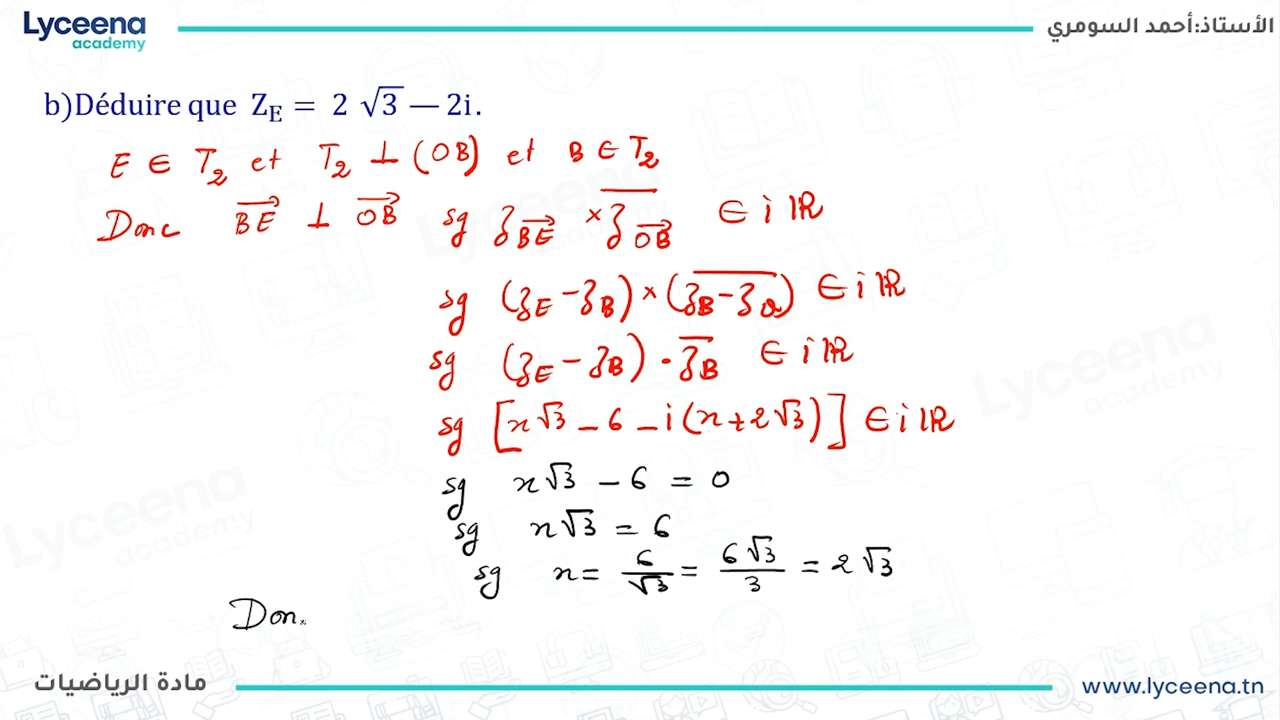 Lyceena
academy
الأستاذ:أحمد السومري
b)Déduire que Z_E = 2 √3 — 2i.
E ∈ T₂ et T₂ ⊥ (OB) et B ∈ T₂
Donc BE⃗ ⊥ OB⃗ sg z_BE⃗ × z̅_OB⃗ ∈ iℝ
sg (z_E − z_B) × (z̅_B − z̅_O) ∈ iℝ
sg (z_E − z_B) · z̅_B ∈ iℝ
sg [x√3 − 6 − i(x + 2√3)] ∈ iℝ
sg x√3 − 6 = 0
sg x√3 = 6
sg x = 6/√3 = 6√3/3 = 2√3
Don
مادة الرياضيات
www.lyceena.tn